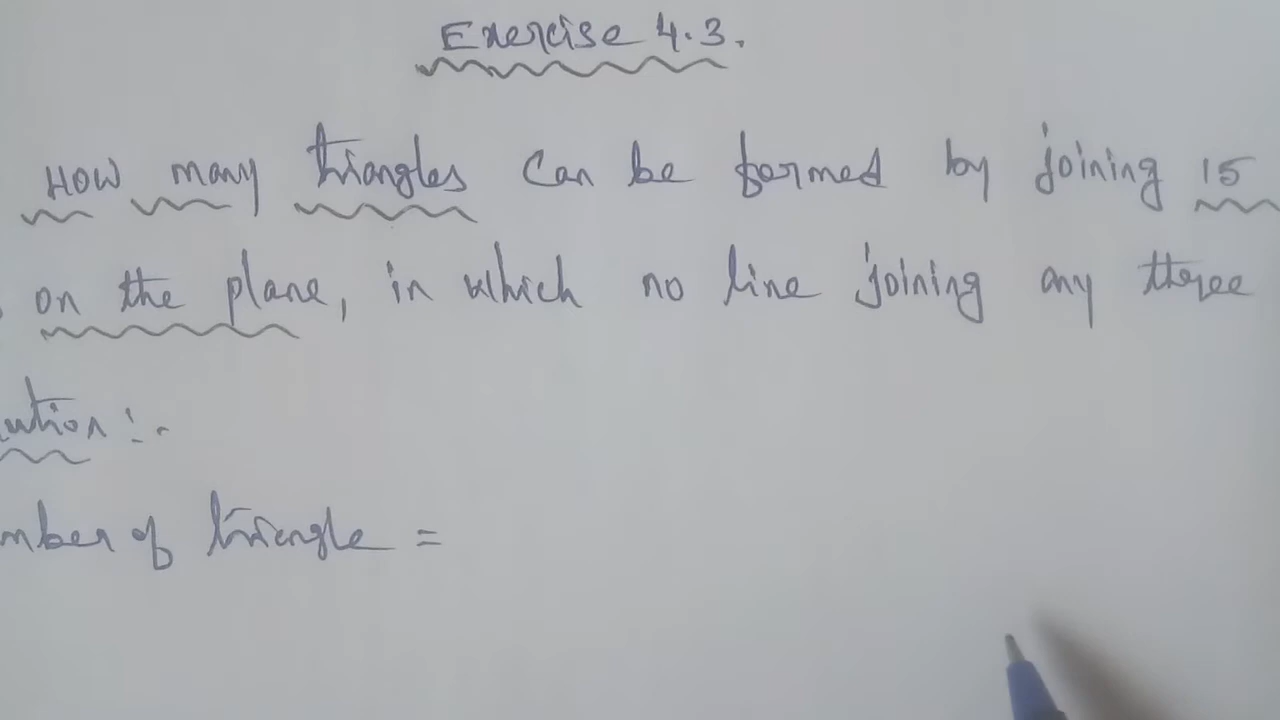 Exercise 4.3.
How many triangles can be formed by joining 15
on the plane, in which no line joining any three
ution :-
mber of triangle =